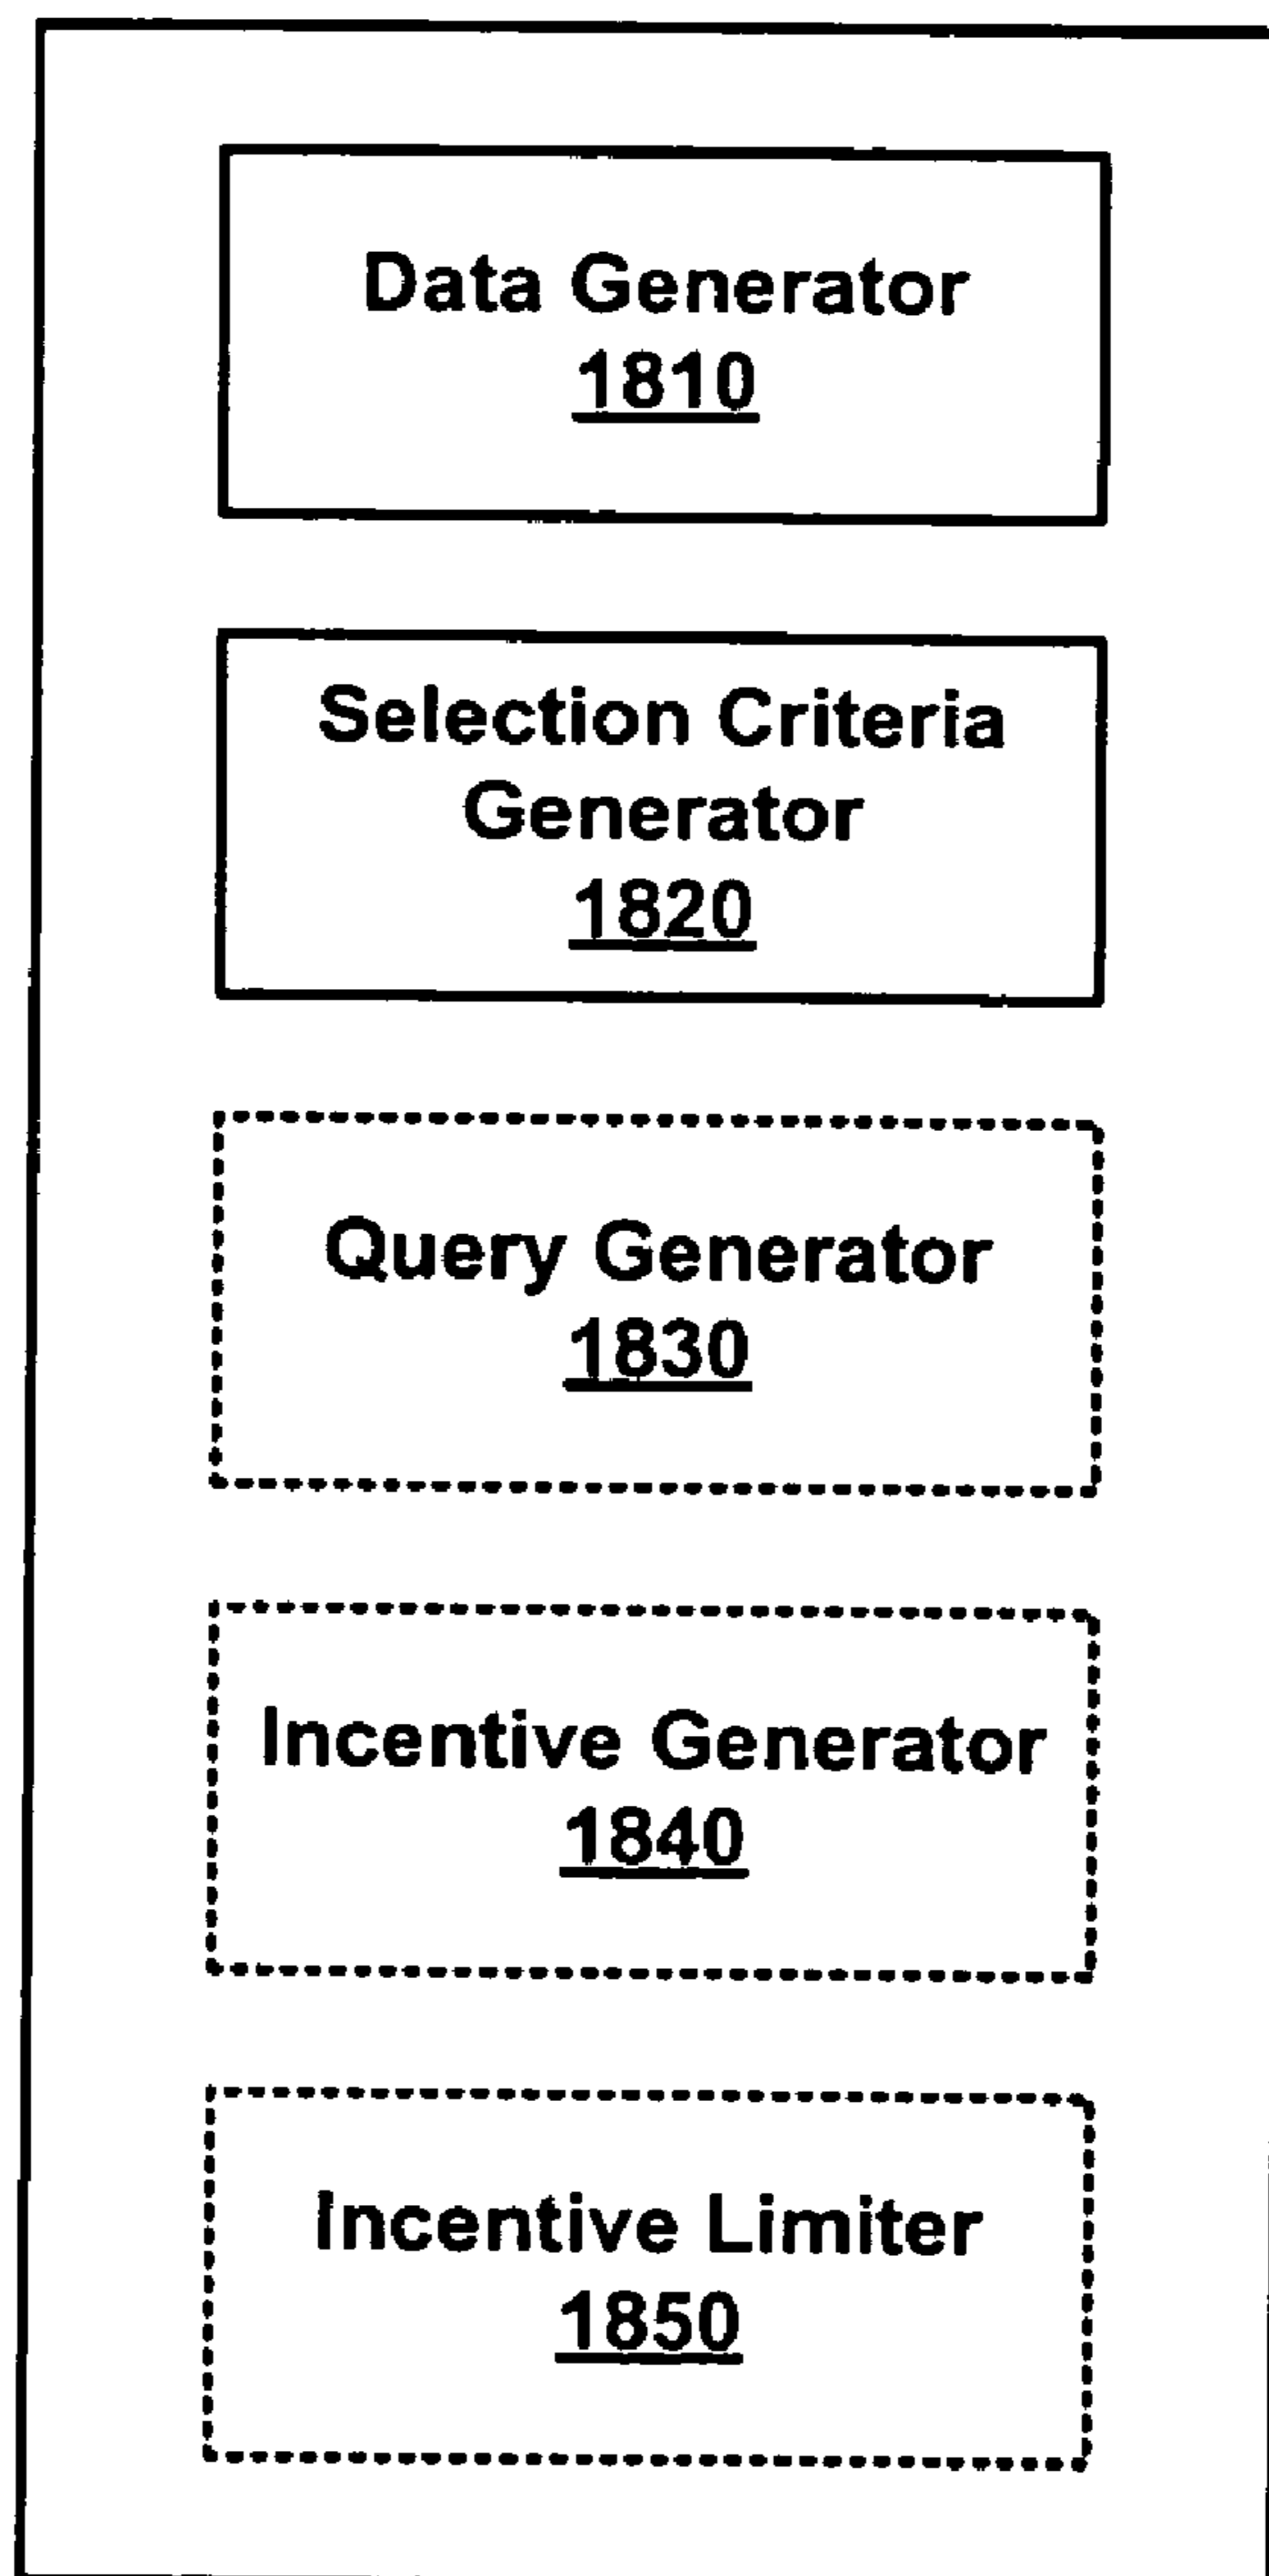 Data Generator
1810
Selection Criteria
Generator
1820
Query Generator
1830
Incentive Generator
1840
Incentive Limiter
1850